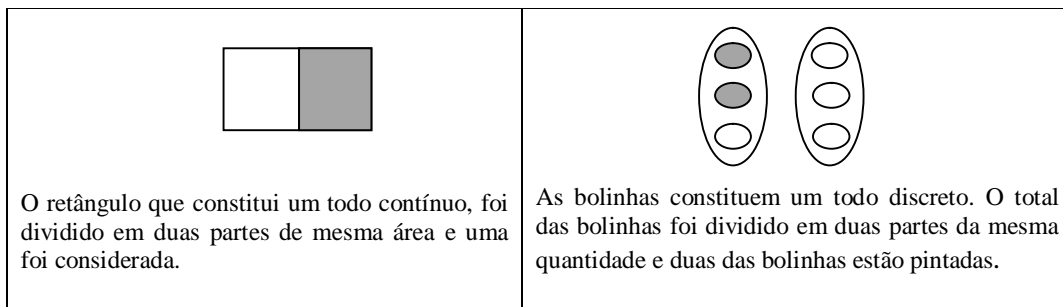 O retângulo que constitui um todo contínuo, foi
dividido em duas partes de mesma área e uma
foi considerada.
As bolinhas constituem um todo discreto. O total
das bolinhas foi dividido em duas partes da mesma
quantidade e duas das bolinhas estão pintadas.